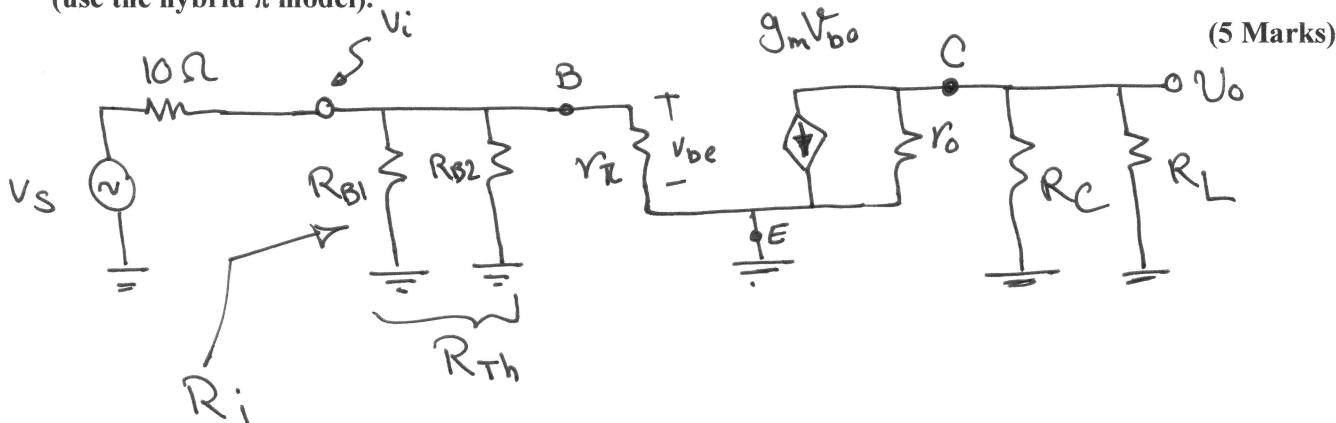 (use the hybrid π model).
(5 Marks)
Vi
gmVbe
10 Ω
B
C
Vo
+
Vbe
−
Vs
RB1
RB2
rπ
ro
RC
RL
E
RTh
Ri